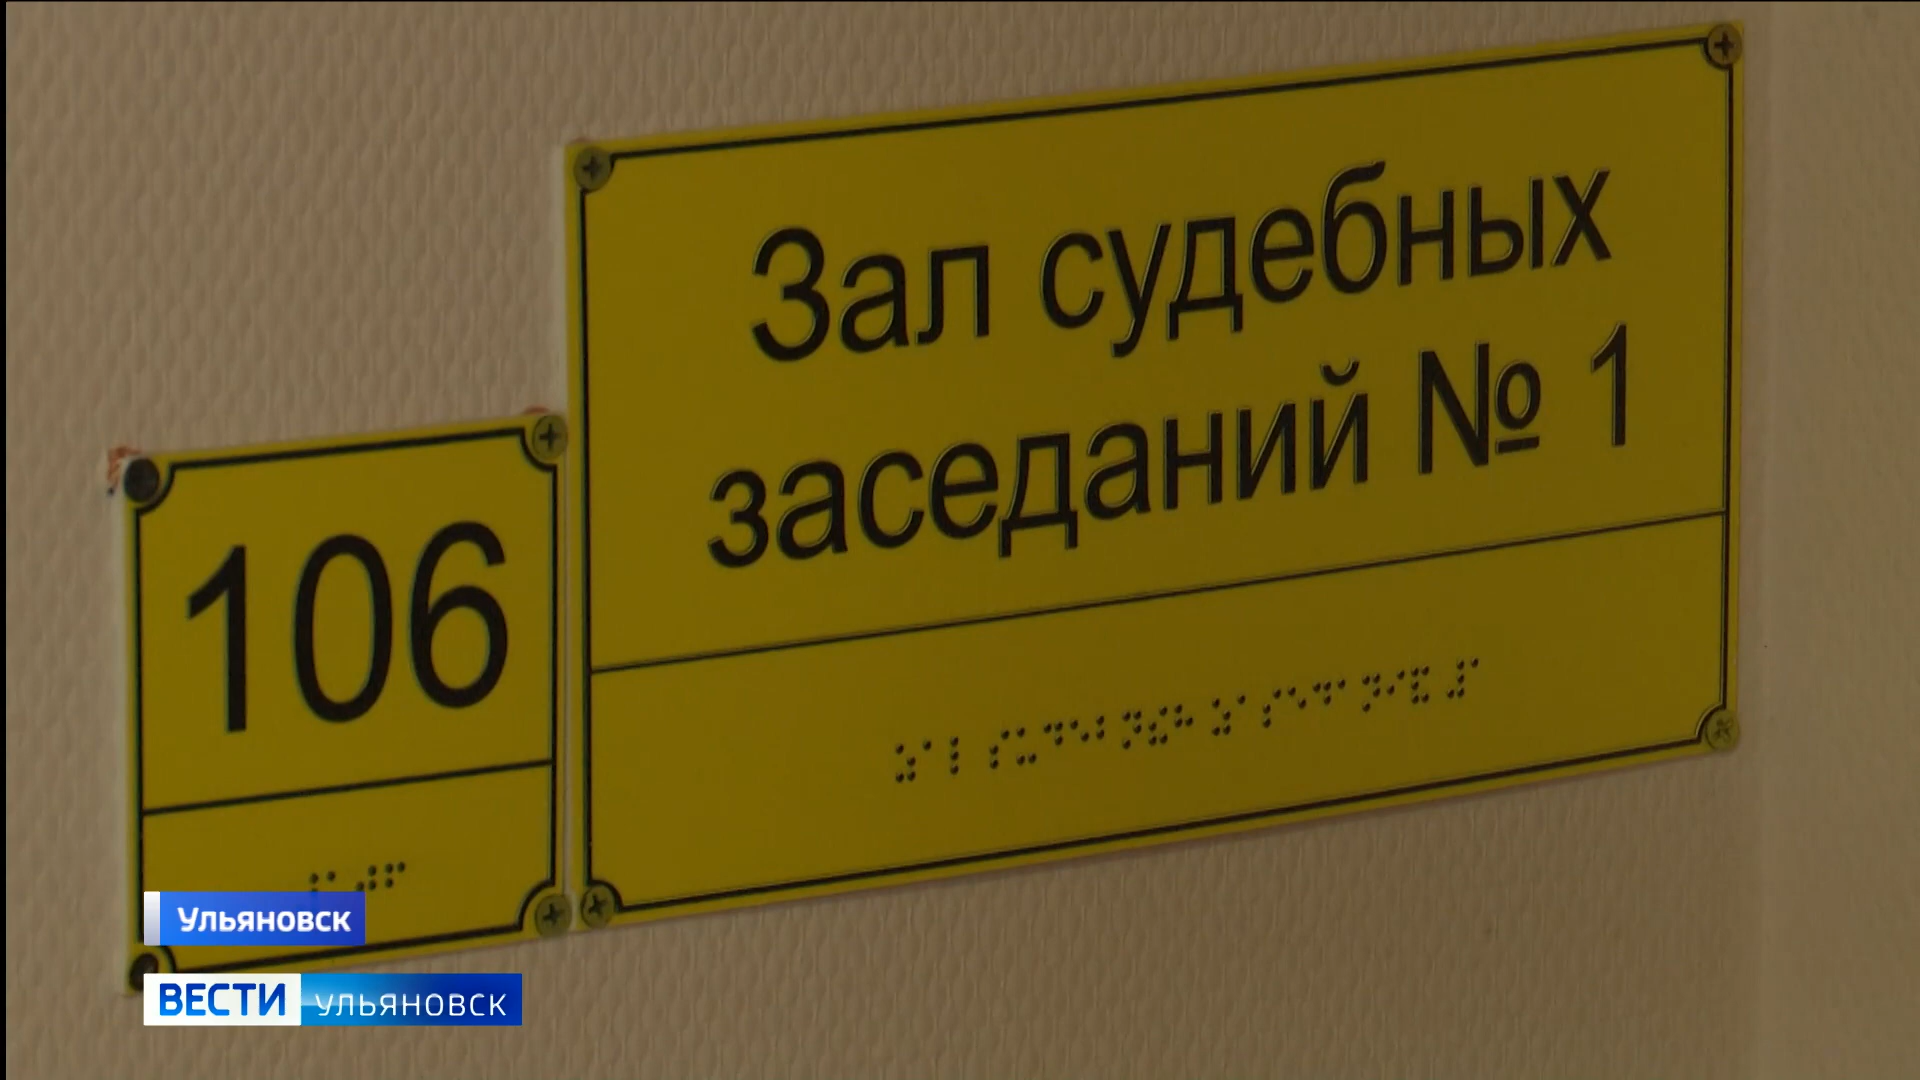 Зал судебных
заседаний № 1
106
Ульяновск
ВЕСТИ УЛЬЯНОВСК